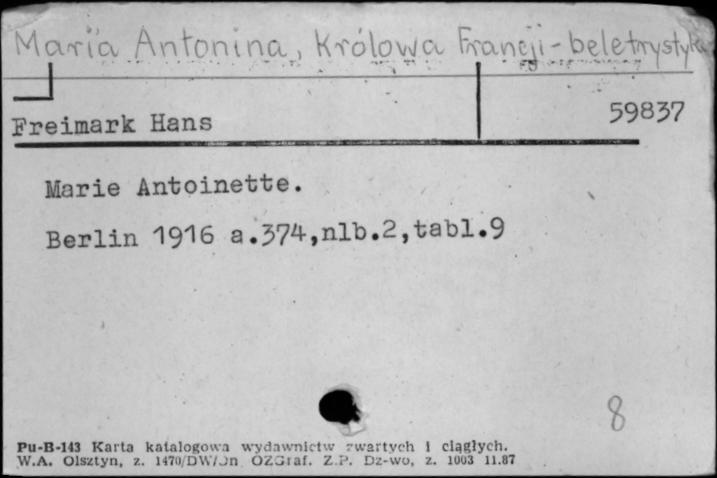 Maria Antonina, Królowa Francji - beletrystyka
Freimark Hans
59837
Marie Antoinette.
Berlin 1916 a.374,nlb.2,tabl.9
8
Pu-B-143 Karta katalogowa wydawnictw zwartych i ciągłych.
W.A. Olsztyn, z. 1470/DW/Jn OZGraf. Z.P. Dz-wo, z. 1003 11.87